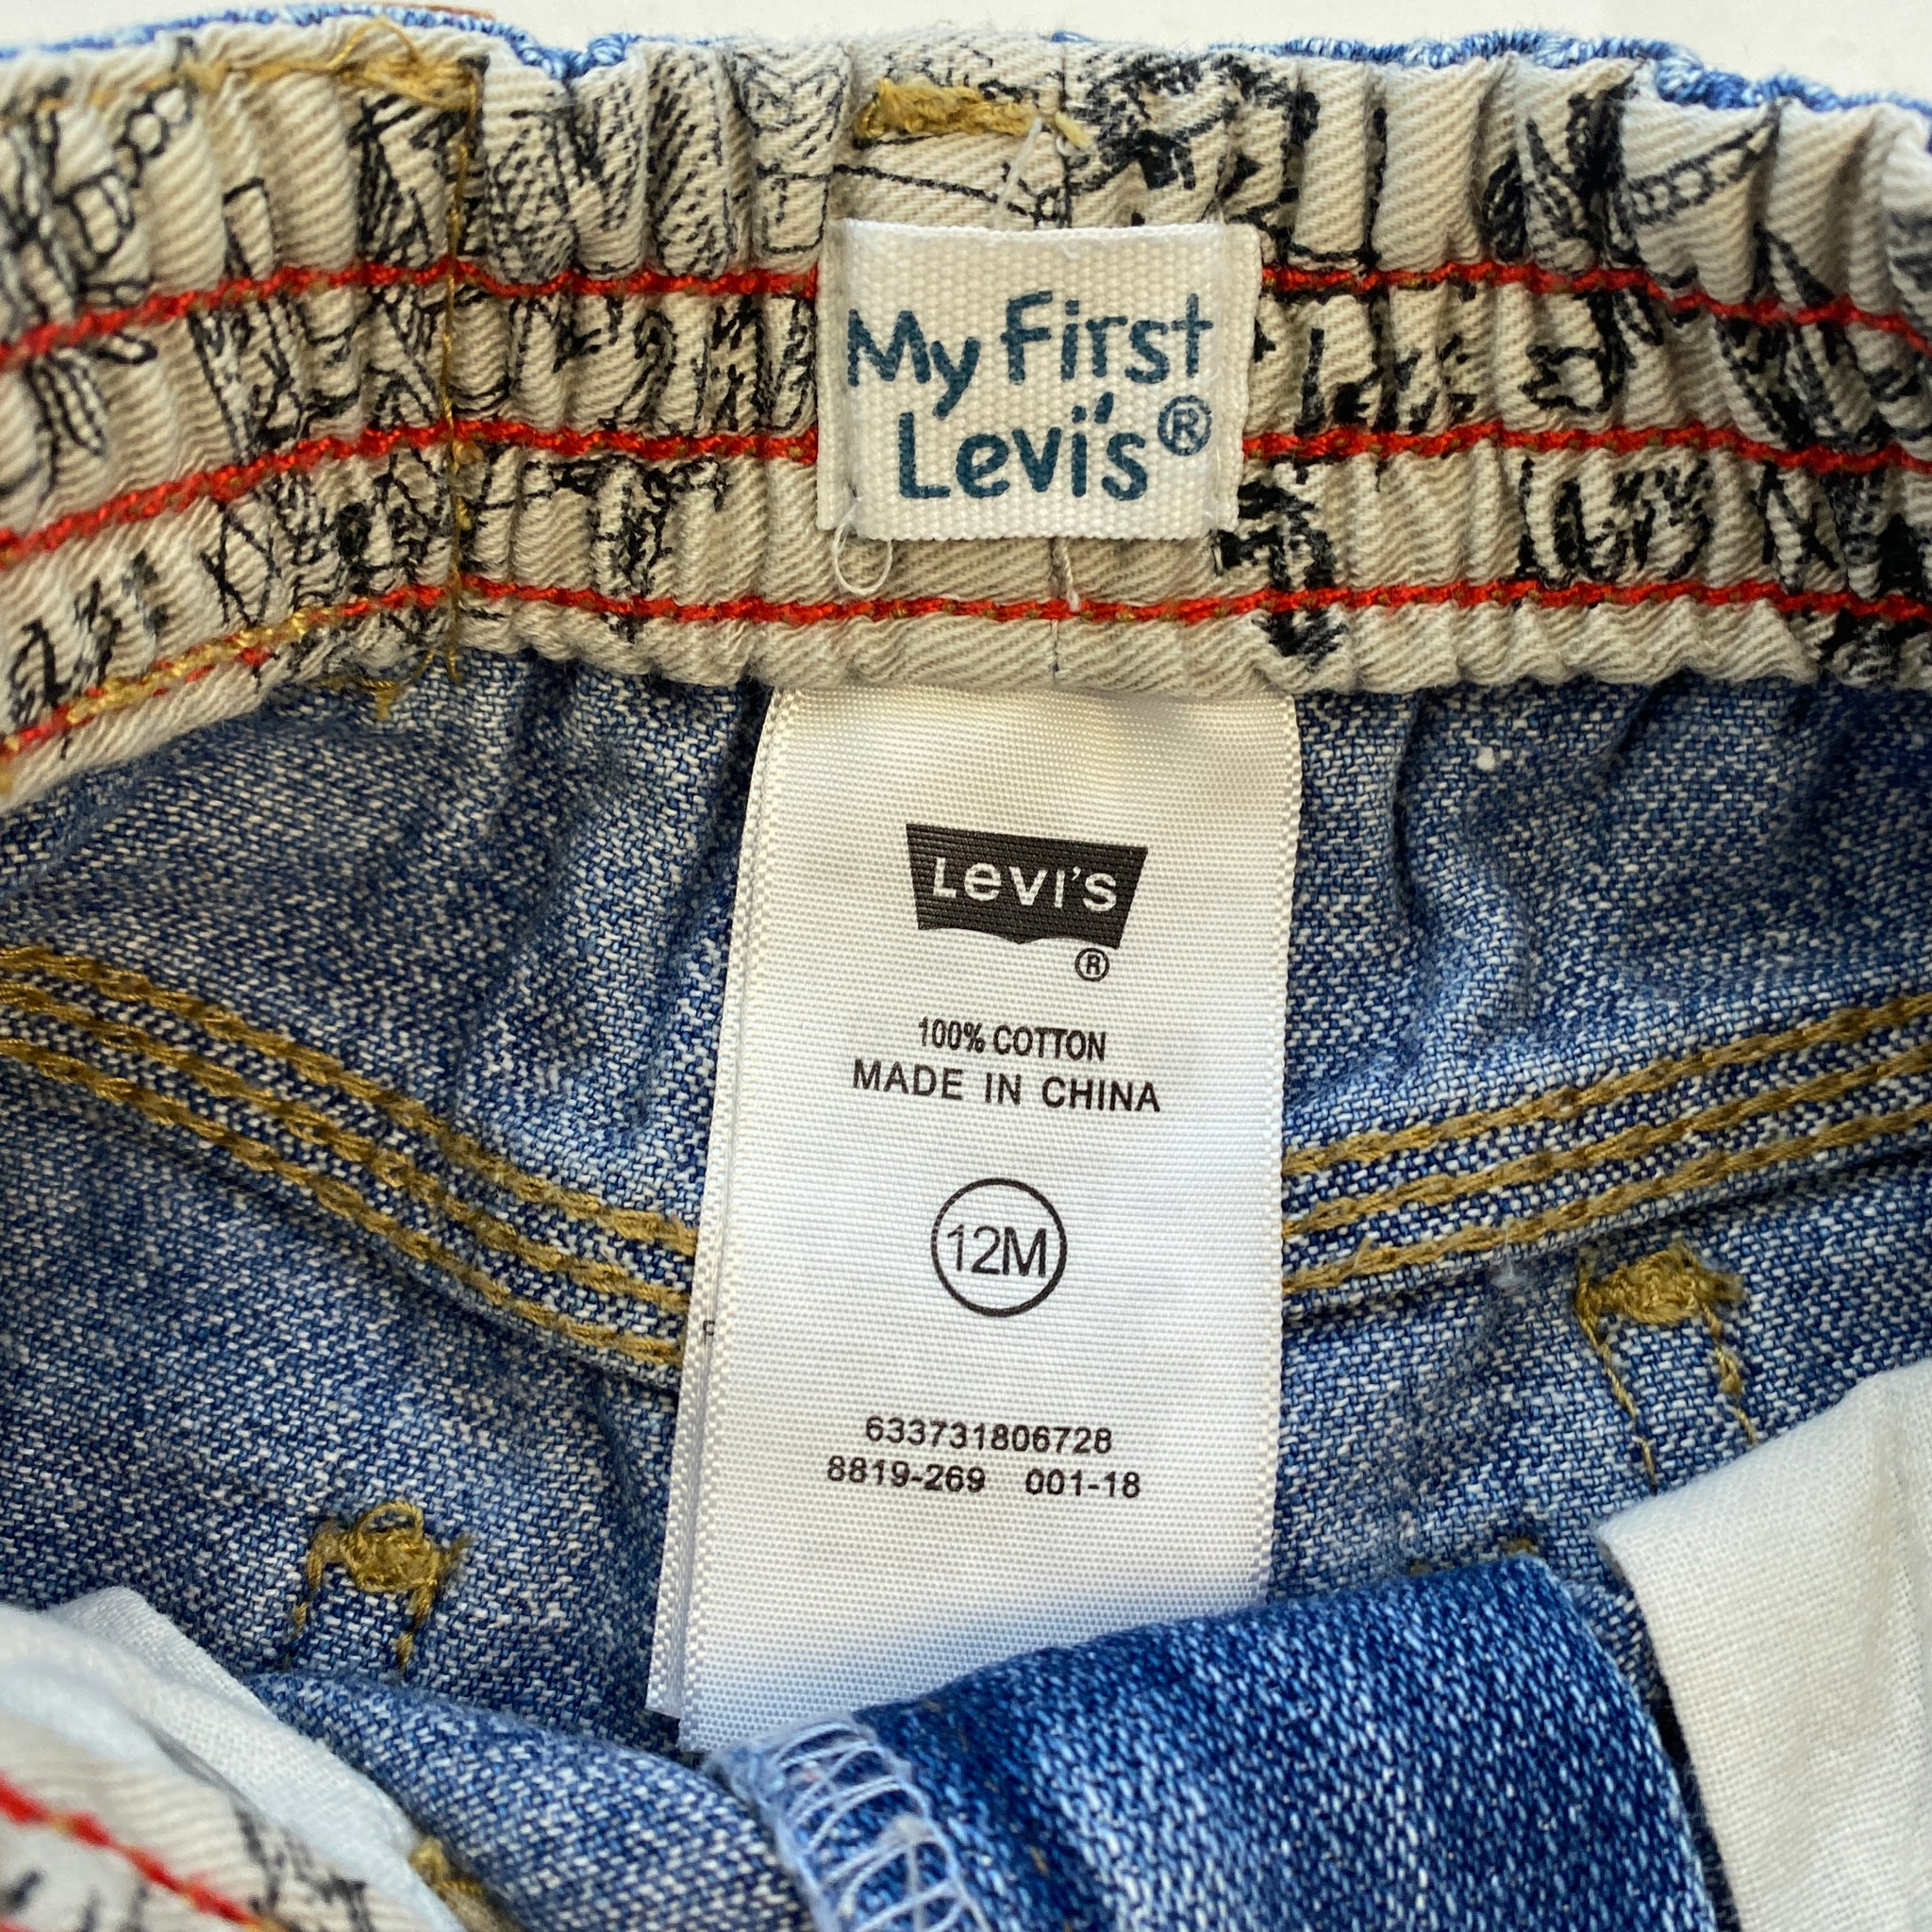 My First
Levi's®
Levi's
®
100% COTTON
MADE IN CHINA
12M
633731806728
8819-269 001-18